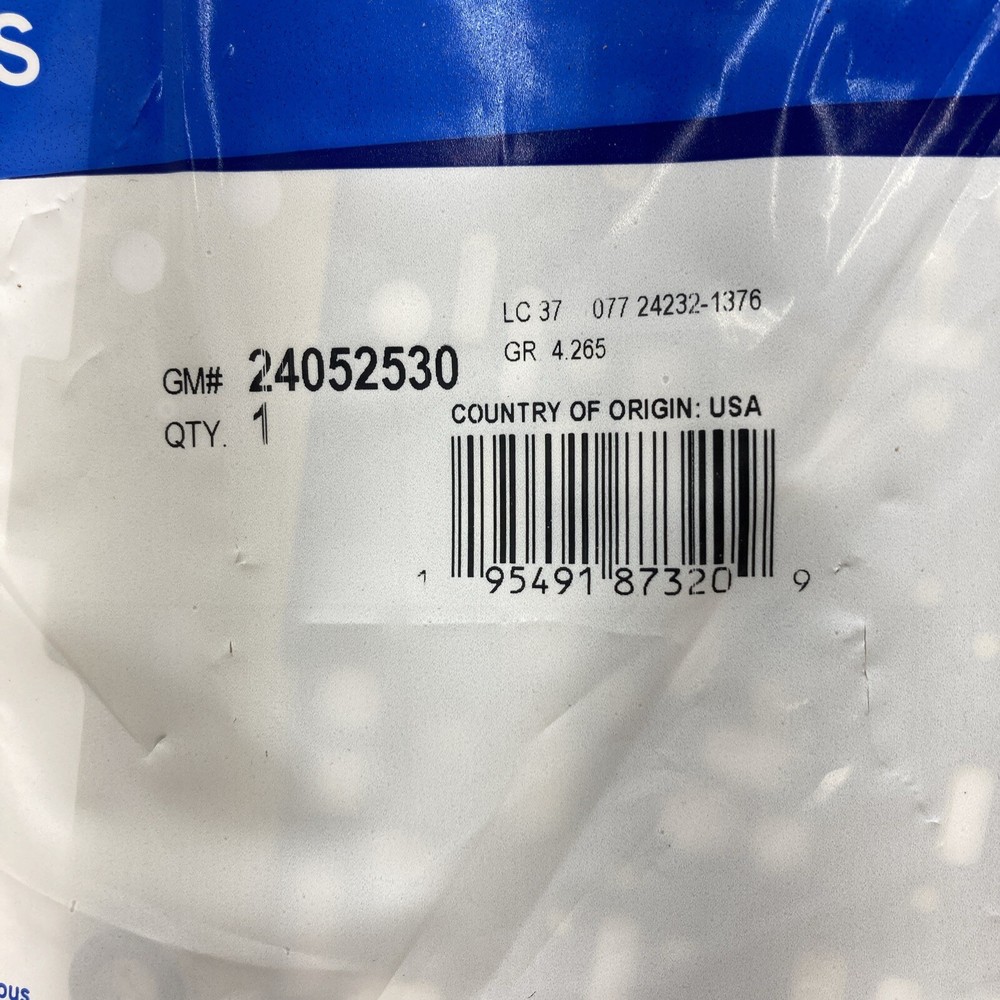 S
LC 37 077 24232-1376
GR 4.265
GM# 24052530
QTY. 1
COUNTRY OF ORIGIN: USA
1 95491 87320 9
ous